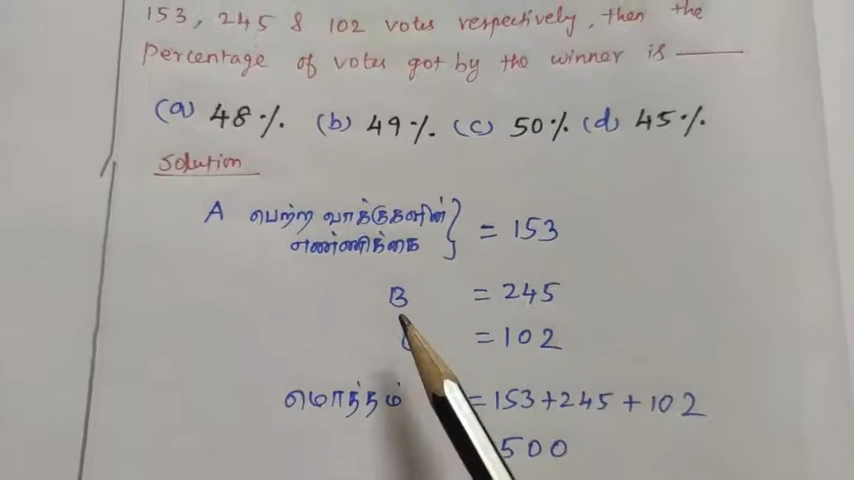 153, 245 & 102 votes respectively, then the
Percentage of votes got by the winner is ———
(a) 48% (b) 49% (c) 50% (d) 45%
Solution
A பெற்ற வாக்குகளின் } = 153
எண்ணிக்கை
B = 245
= 102
மொத்தம் = 153+245+102
500